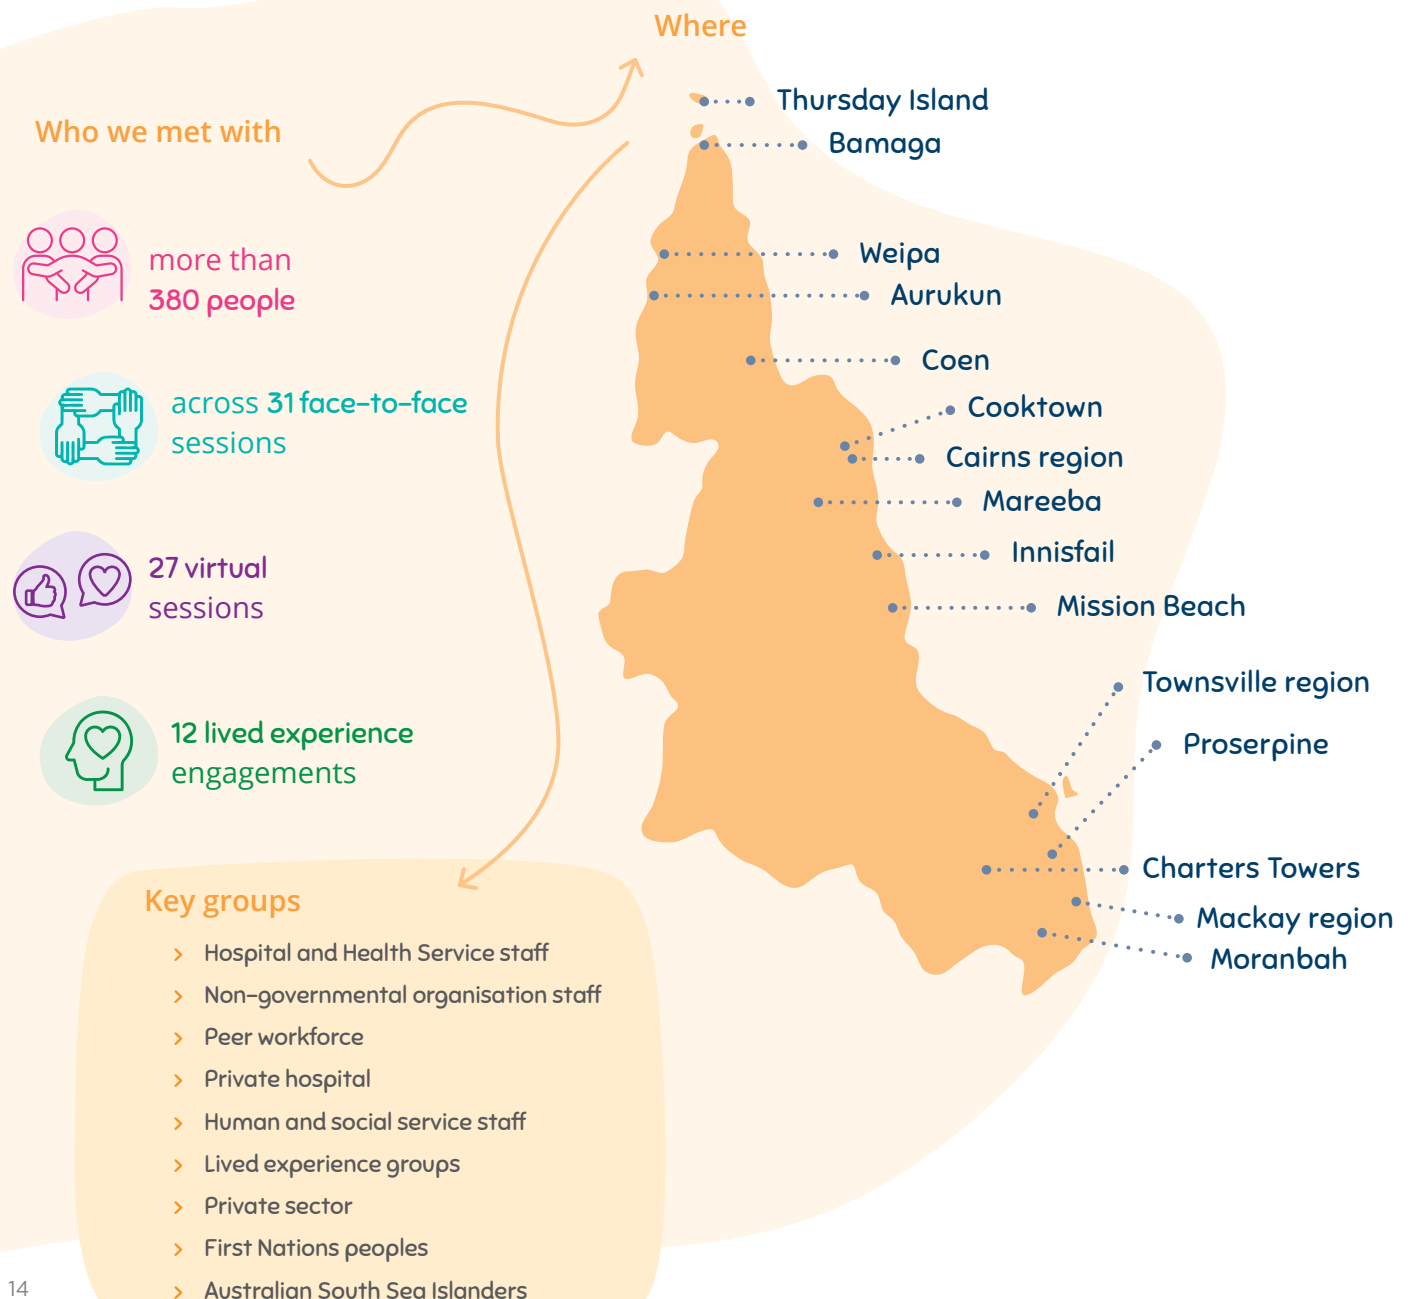 Who we met with
more than
380 people
across 31 face-to-face
sessions
27 virtual
sessions
12 lived experience
engagements
Where
Thursday Island
Bamaga
Weipa
Aurukun
Coen
Cooktown
Cairns region
Mareeba
Innisfail
Mission Beach
Townsville region
Proserpine
Charters Towers
Mackay region
Moranbah
Key groups
Hospital and Health Service staff
Non-governmental organisation staff
Peer workforce
Private hospital
Human and social service staff
Lived experience groups
Private sector
First Nations peoples
Australian South Sea Islanders
14